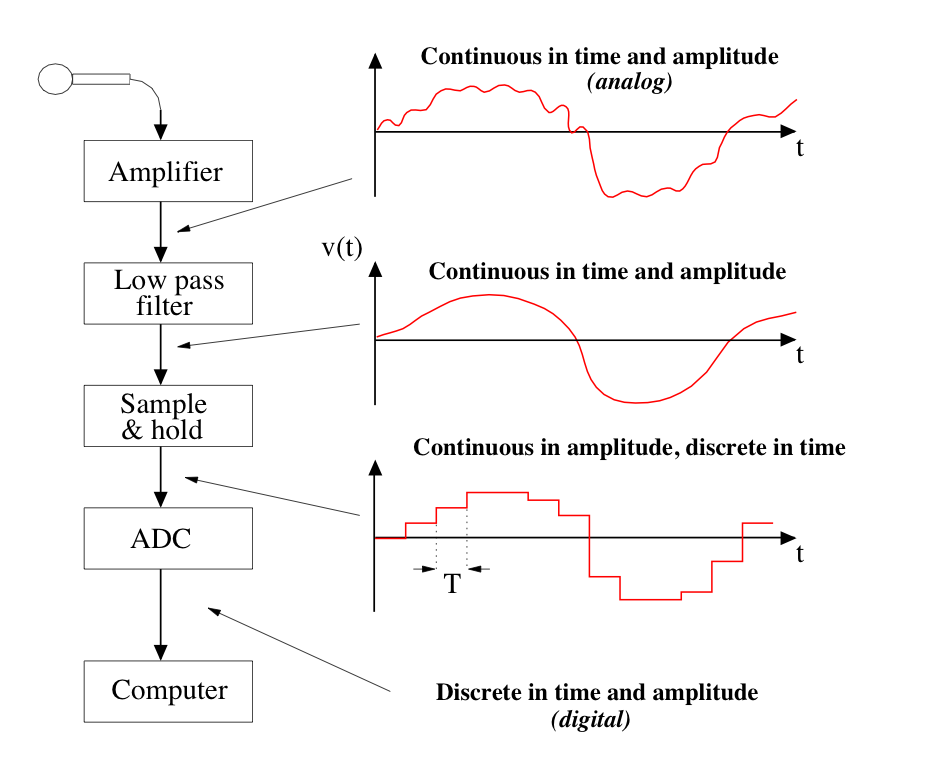 Continuous in time and amplitude
(analog)
t
Amplifier
v(t)
Low pass
filter
Continuous in time and amplitude
t
Sample
& hold
Continuous in amplitude, discrete in time
ADC
t
T
Computer
Discrete in time and amplitude
(digital)